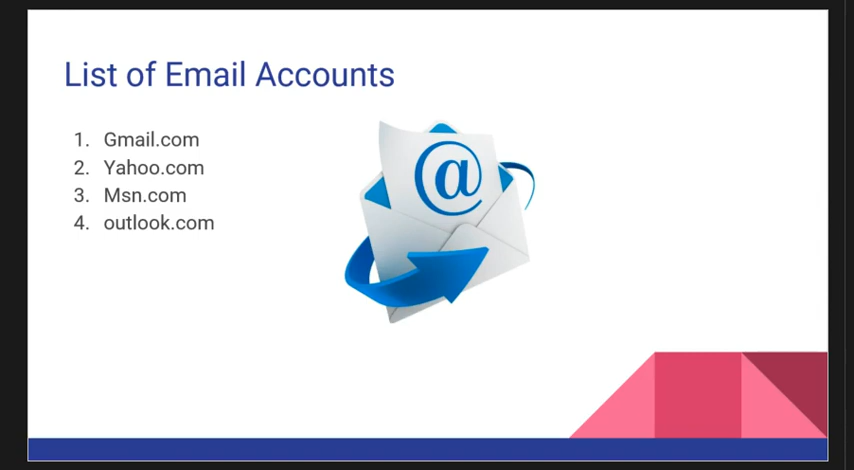 List of Email Accounts
1. Gmail.com
2. Yahoo.com
3. Msn.com
4. outlook.com
@